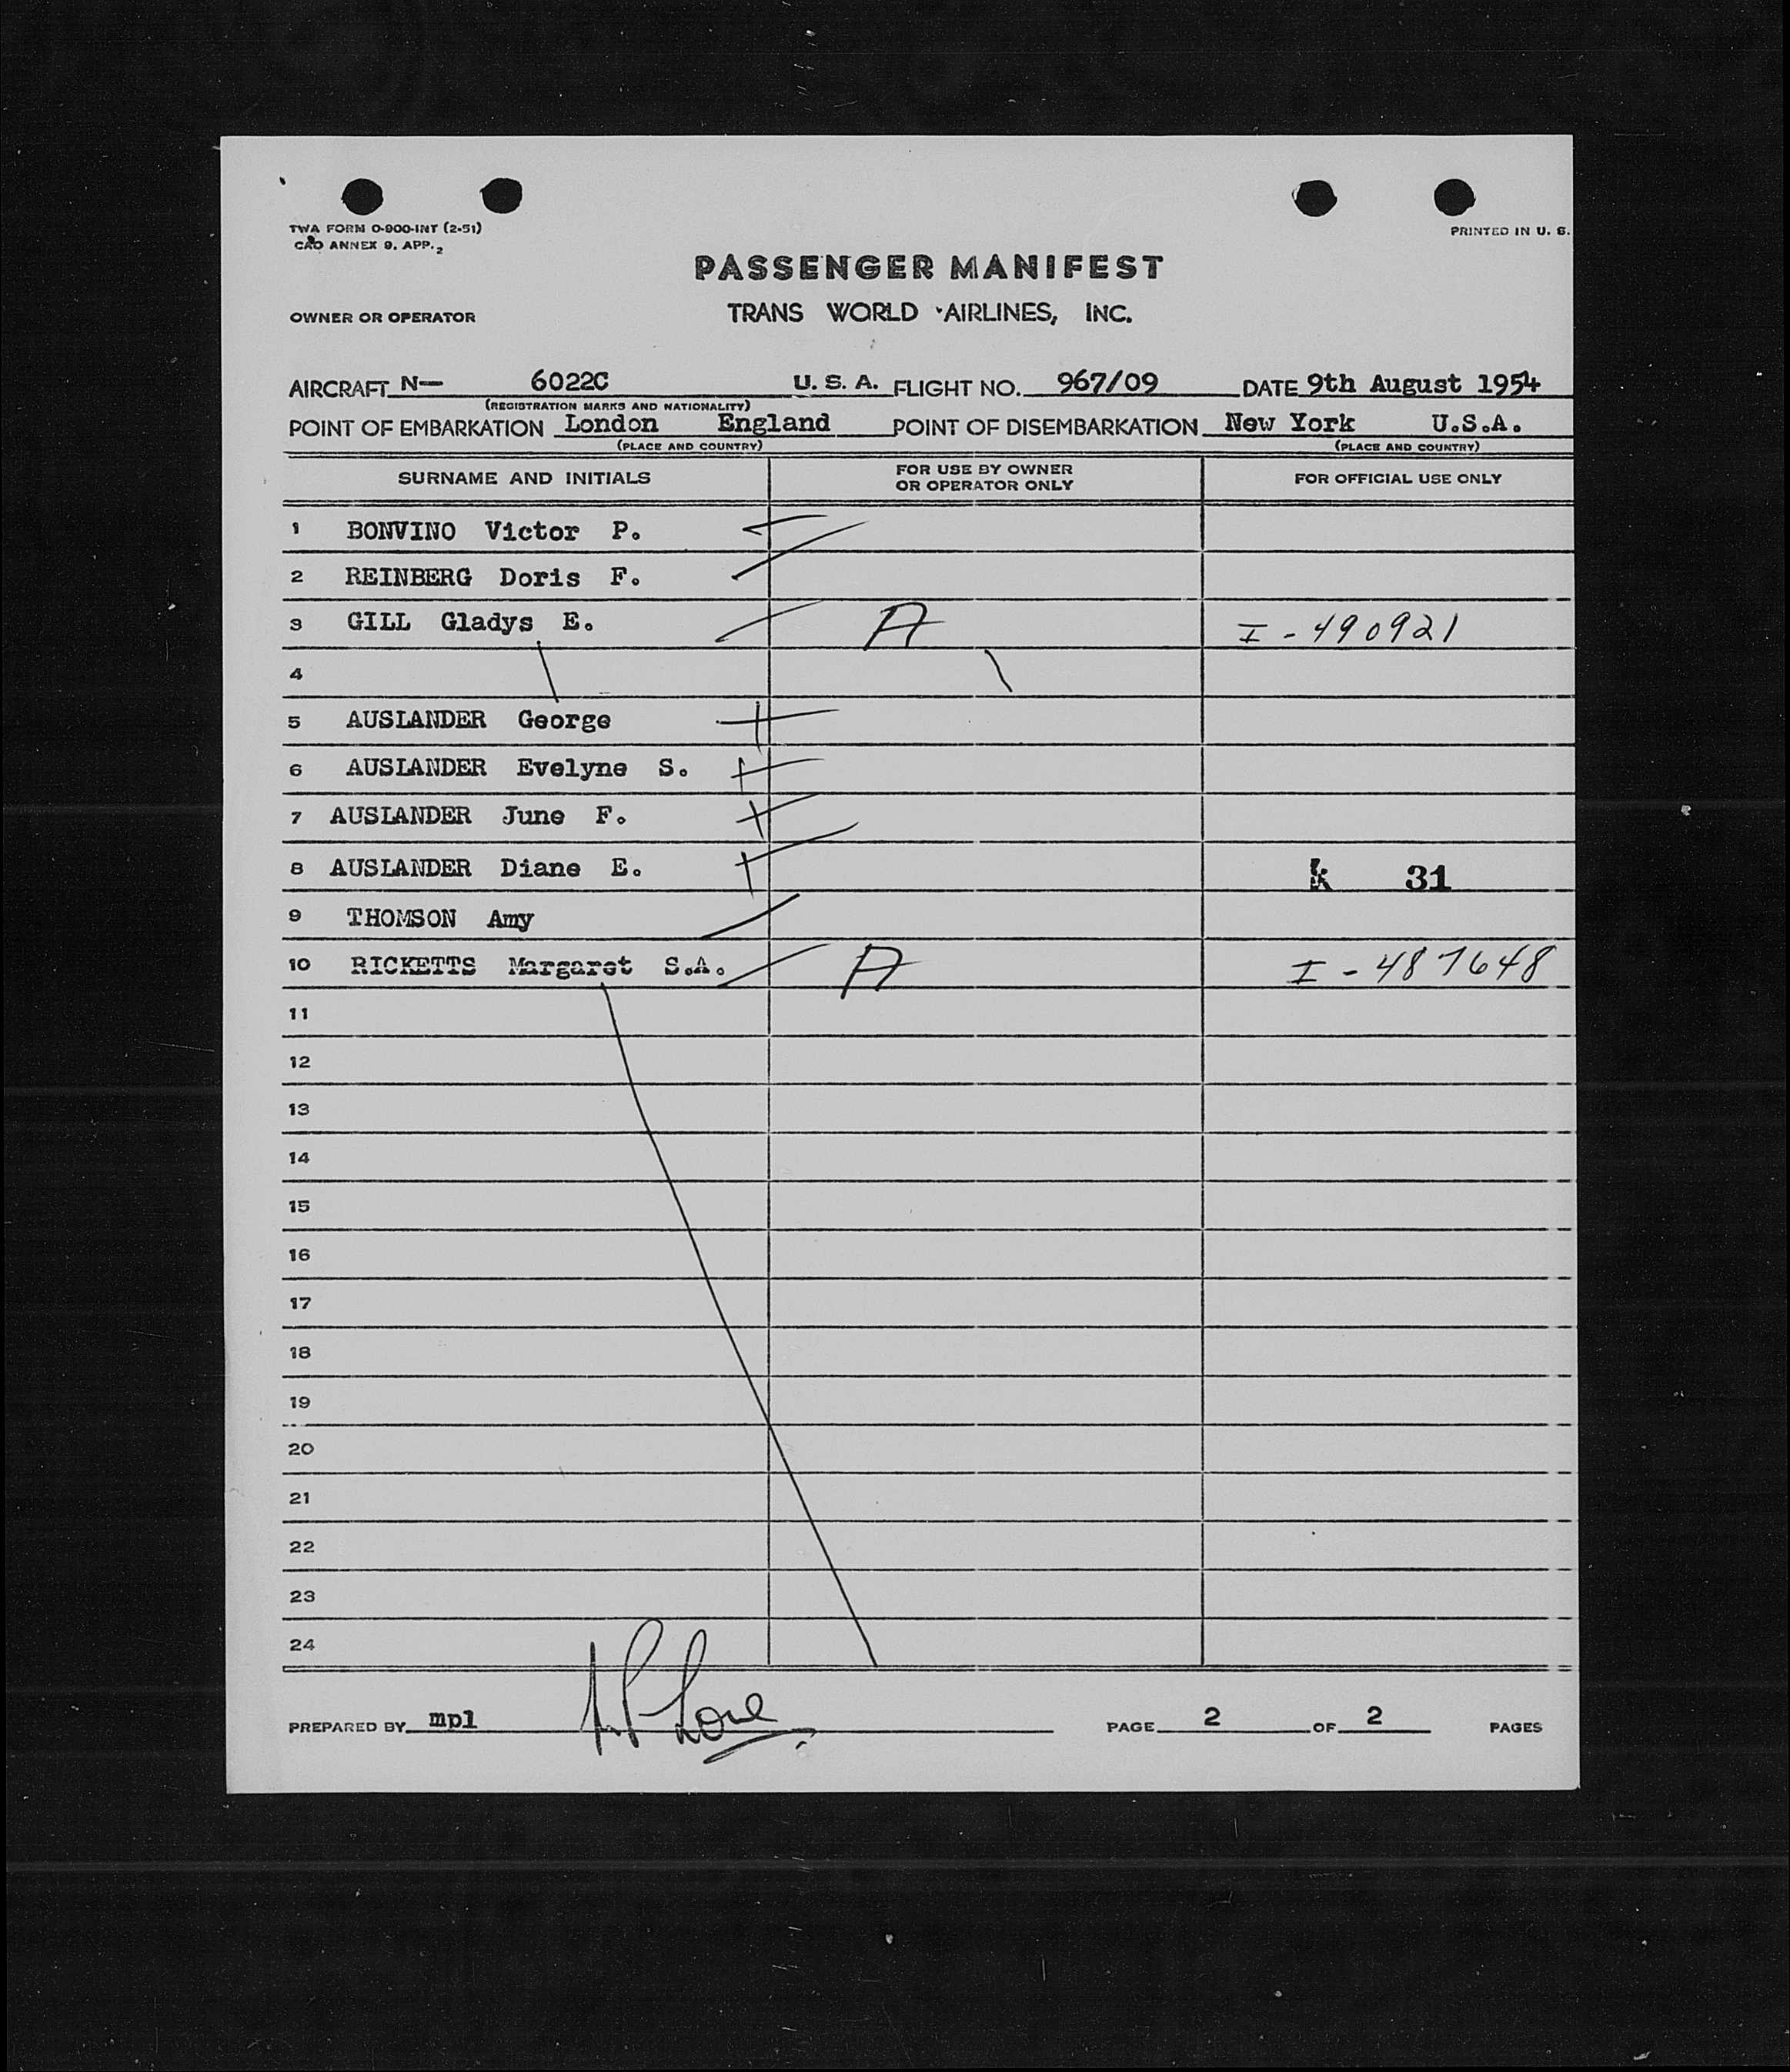 TWA FORM O-900-INT (2-51)
CAO ANNEX 9, APP. 2
PRINTED IN U. S.
PASSENGER MANIFEST
OWNER OR OPERATOR TRANS WORLD AIRLINES, INC.
AIRCRAFT N— 6022C U. S. A. FLIGHT NO. 967/09 DATE 9th August 1954
(REGISTRATION MARKS AND NATIONALITY)
POINT OF EMBARKATION London England POINT OF DISEMBARKATION New York U.S.A.
(PLACE AND COUNTRY) (PLACE AND COUNTRY)
SURNAME AND INITIALS FOR USE BY OWNER OR OPERATOR ONLY FOR OFFICIAL USE ONLY
1 BONVINO Victor P.
2 REINBERG Doris F.
3 GILL Gladys E. A I-490921
4
5 AUSLANDER George
6 AUSLANDER Evelyne S.
7 AUSLANDER June F.
8 AUSLANDER Diane E. k 31
9 THOMSON Amy
10 RICKETTS Margaret S.A. A I-487648
11
12
13
14
15
16
17
18
19
20
21
22
23
24
PREPARED BY mpl PAGE 2 OF 2 PAGES